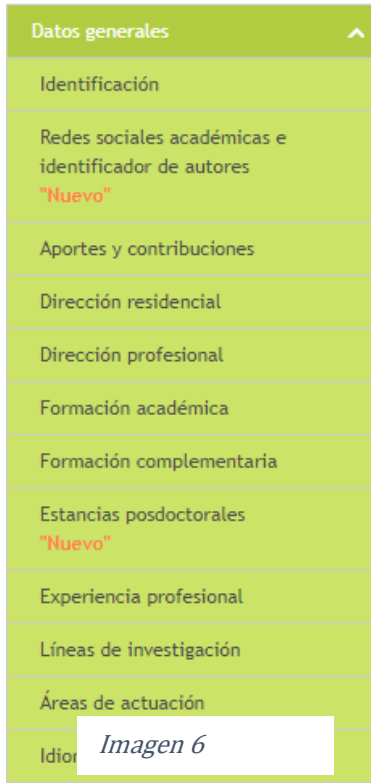 Datos generales
Identificación
Redes sociales académicas e
identificador de autores
"Nuevo"
Aportes y contribuciones
Dirección residencial
Dirección profesional
Formación académica
Formación complementaria
Estancias posdoctorales
"Nuevo"
Experiencia profesional
Líneas de investigación
Áreas de actuación
Imagen 6